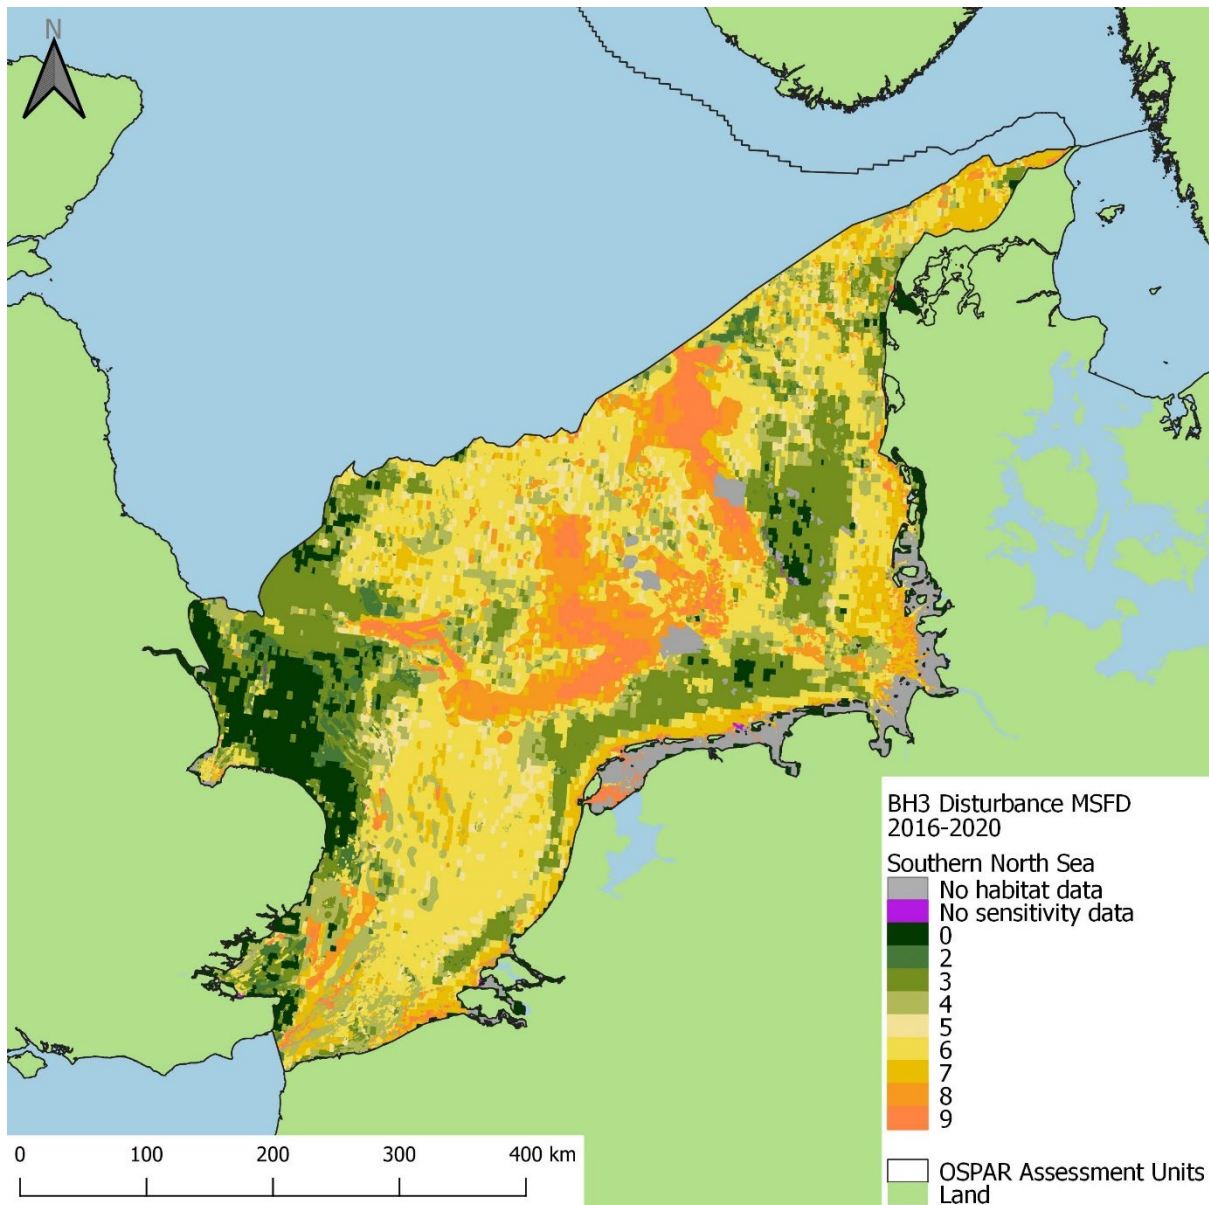 N
BH3 Disturbance MSFD
2016-2020
Southern North Sea
No habitat data
No sensitivity data
0
2
3
4
5
6
7
8
9
OSPAR Assessment Units
Land
0 100 200 300 400 km